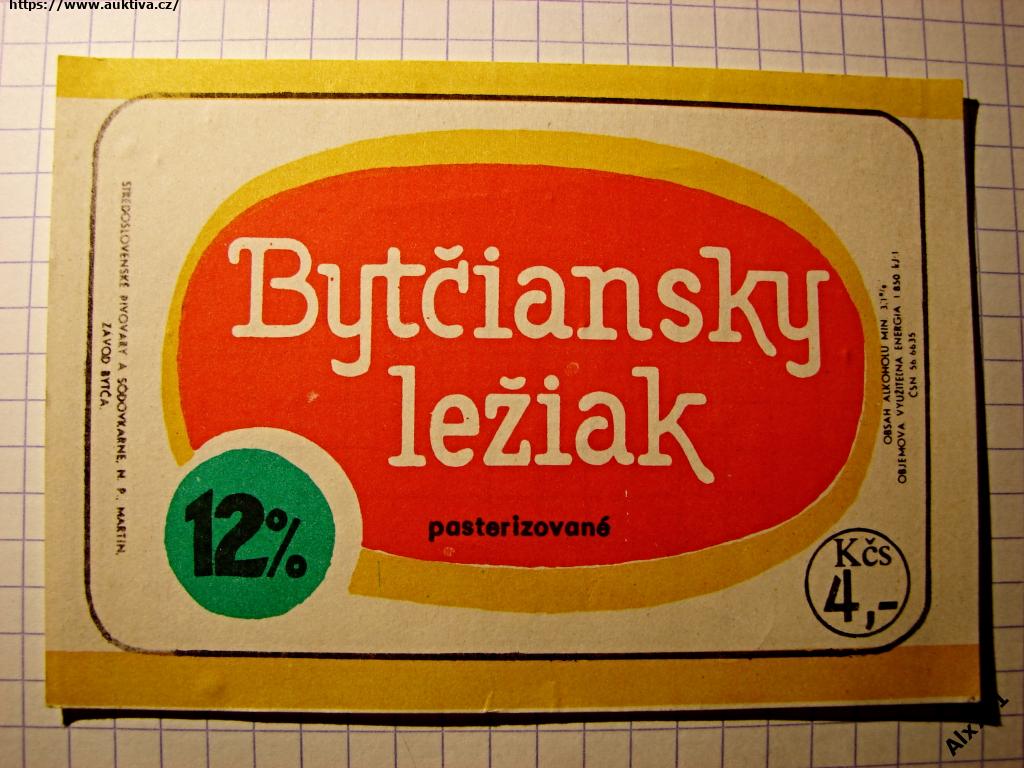 https://www.auktiva.cz/
STREDOSLOVENSKÉ PIVOVARY A SÓDOVKARNE, N. P., MARTIN,
ZÁVOD BYTČA.
Bytčiansky
ležiak
12%
pasterizované
OBSAH ALKOHOLU MIN. 3,1%
OBJEMOVÁ VYUŽITEĽNÁ ENERGIA 1 850 kJ·l
ČSN 56 6635
Kčs
4,-